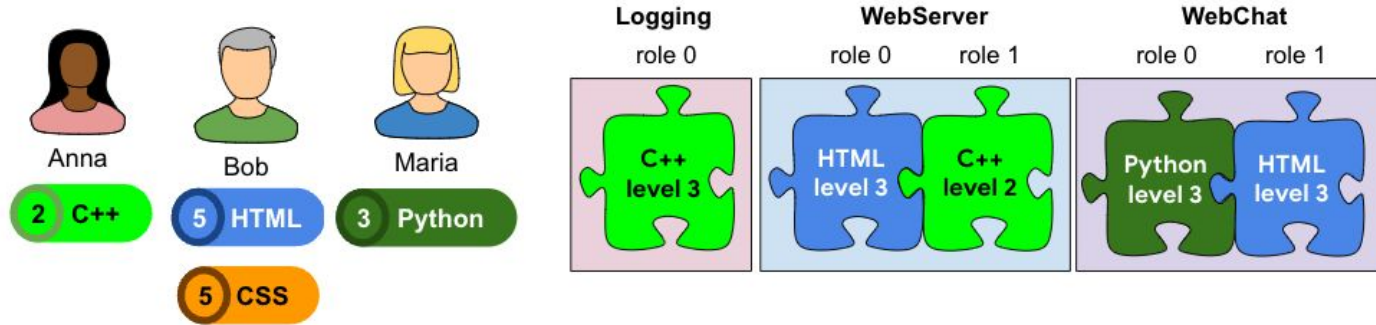 Anna
2 C++
Bob
5 HTML
5 CSS
Maria
3 Python
Logging
role 0
C++
level 3
WebServer
role 0 role 1
HTML
level 3
C++
level 2
WebChat
role 0 role 1
Python
level 3
HTML
level 3